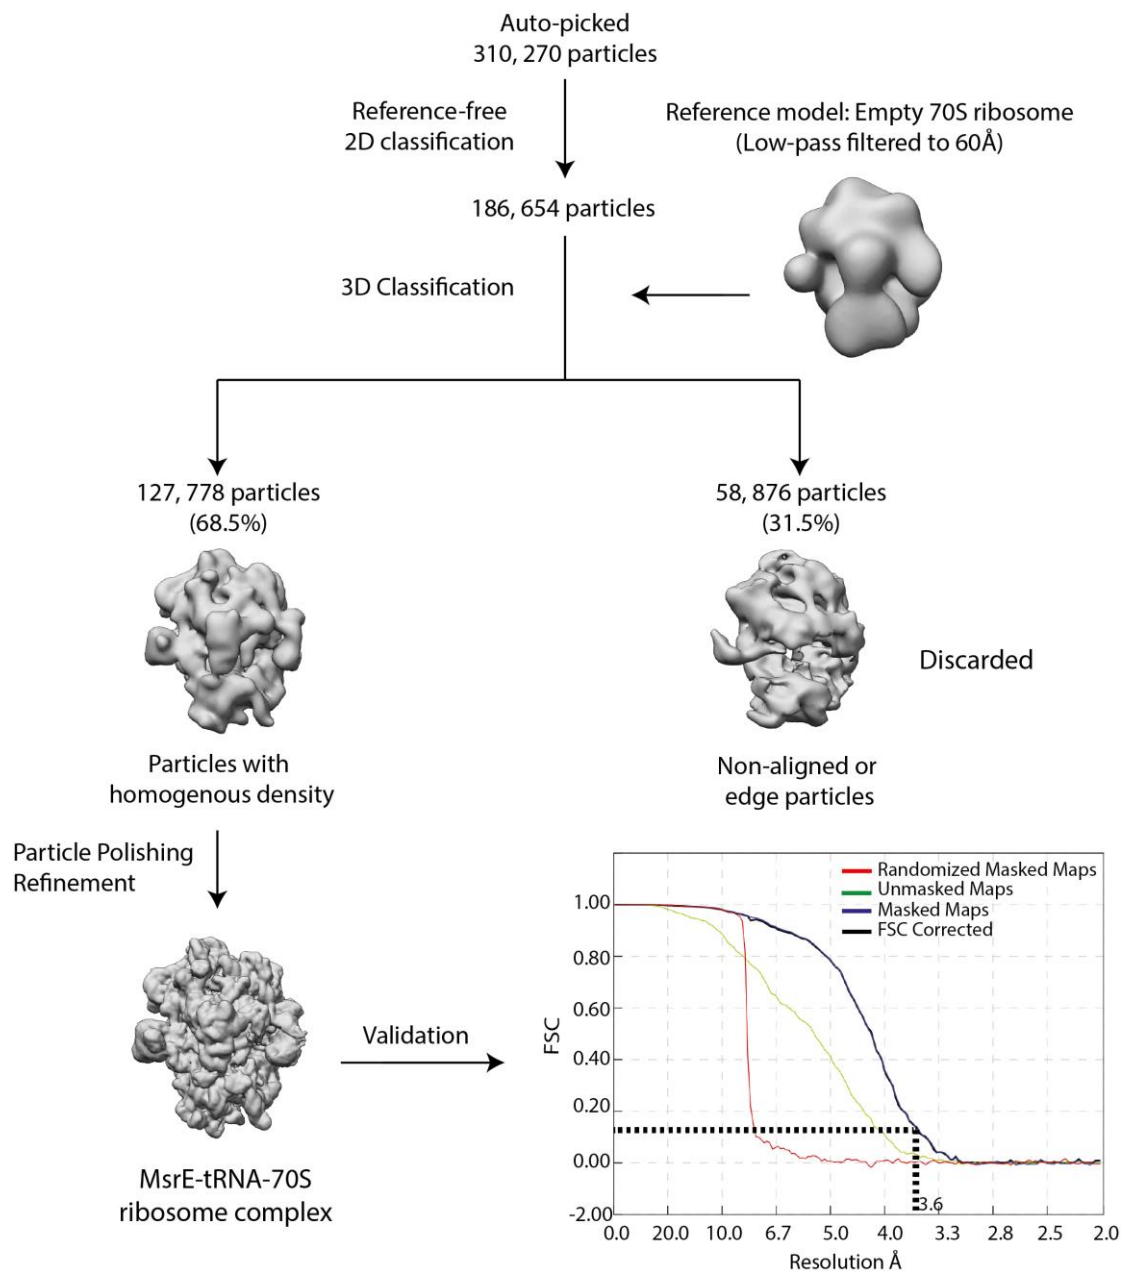 Auto-picked
310, 270 particles
Reference-free
2D classification
Reference model: Empty 70S ribosome
(Low-pass filtered to 60Å)
186, 654 particles
3D Classification
127, 778 particles
(68.5%)
58, 876 particles
(31.5%)
Discarded
Particles with
homogenous density
Non-aligned or
edge particles
Particle Polishing
Refinement
Validation
MsrE-tRNA-70S
ribosome complex
Randomized Masked Maps
Unmasked Maps
Masked Maps
FSC Corrected
FSC
1.00
0.80
0.60
0.40
0.20
0.00
-2.00
3.6
0.0 20.0 10.0 6.7 5.0 4.0 3.3 2.8 2.5 2.0
Resolution Å